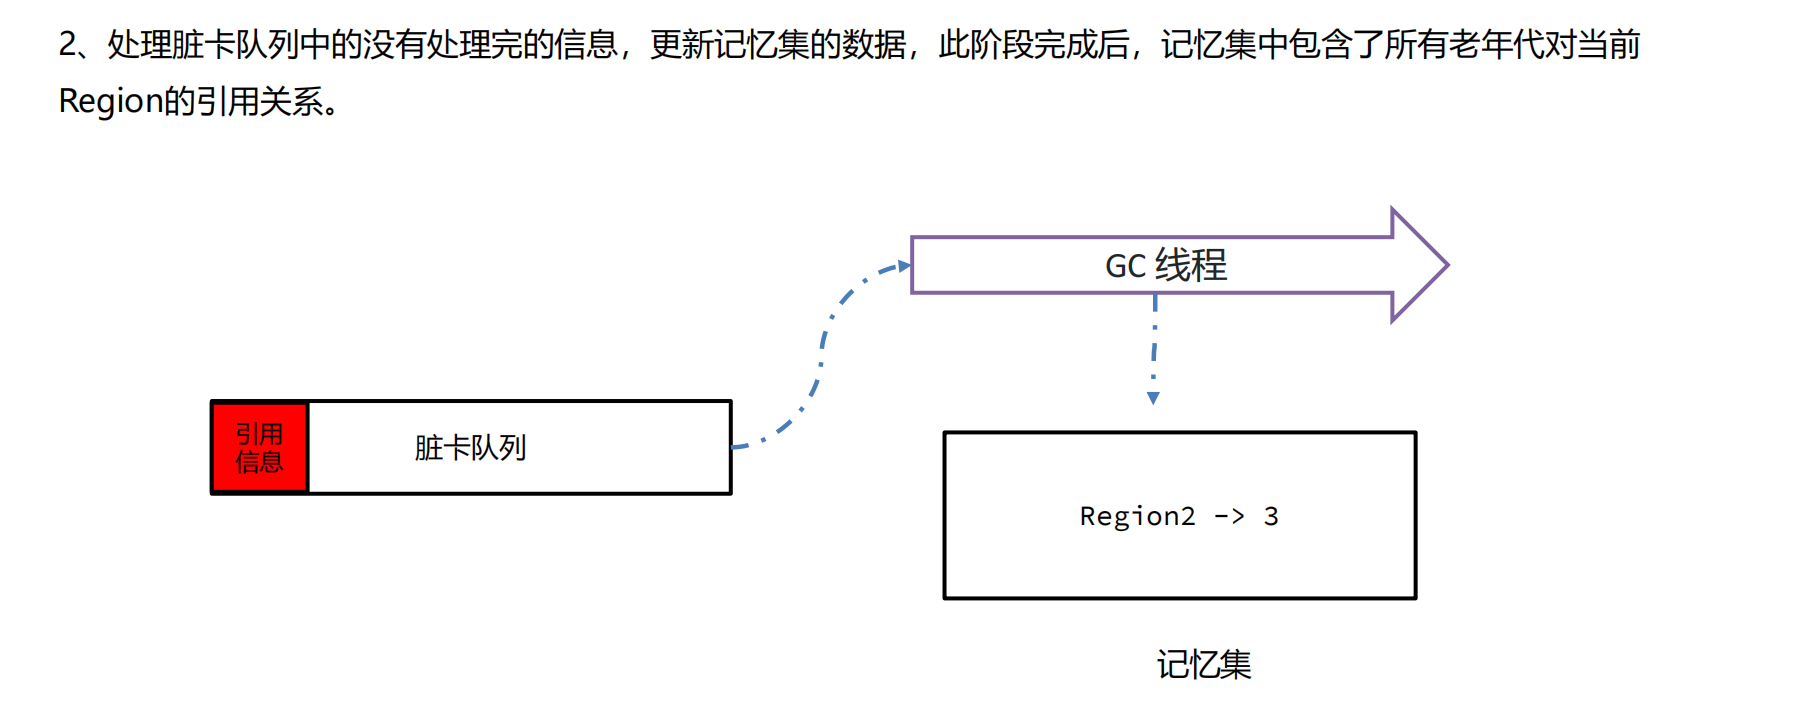 2、处理脏卡队列中的没有处理完的信息，更新记忆集的数据，此阶段完成后，记忆集中包含了所有老年代对当前
Region的引用关系。
GC 线程
引用
信息
脏卡队列
Region2 -> 3
记忆集